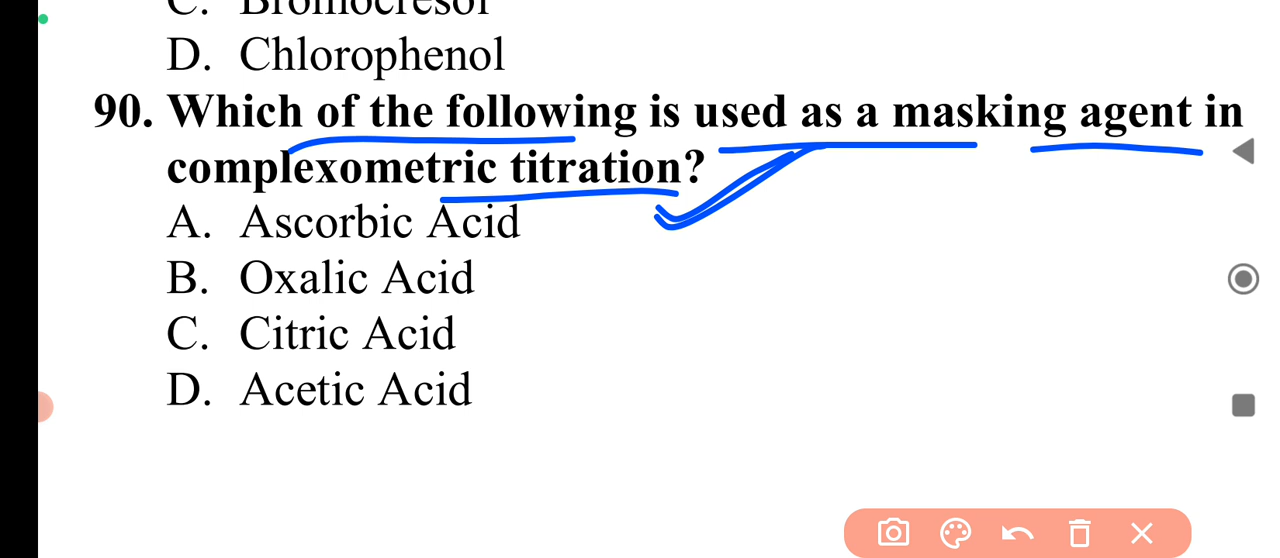 C. Bromocresol
D. Chlorophenol
90. Which of the following is used as a masking agent in
complexometric titration?
A. Ascorbic Acid
B. Oxalic Acid
C. Citric Acid
D. Acetic Acid